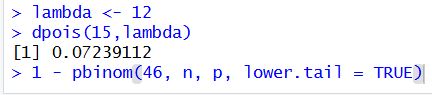 > lambda <- 12
> dpois(15,lambda)
[1] 0.07239112
> 1 - pbinom(46, n, p, lower.tail = TRUE)